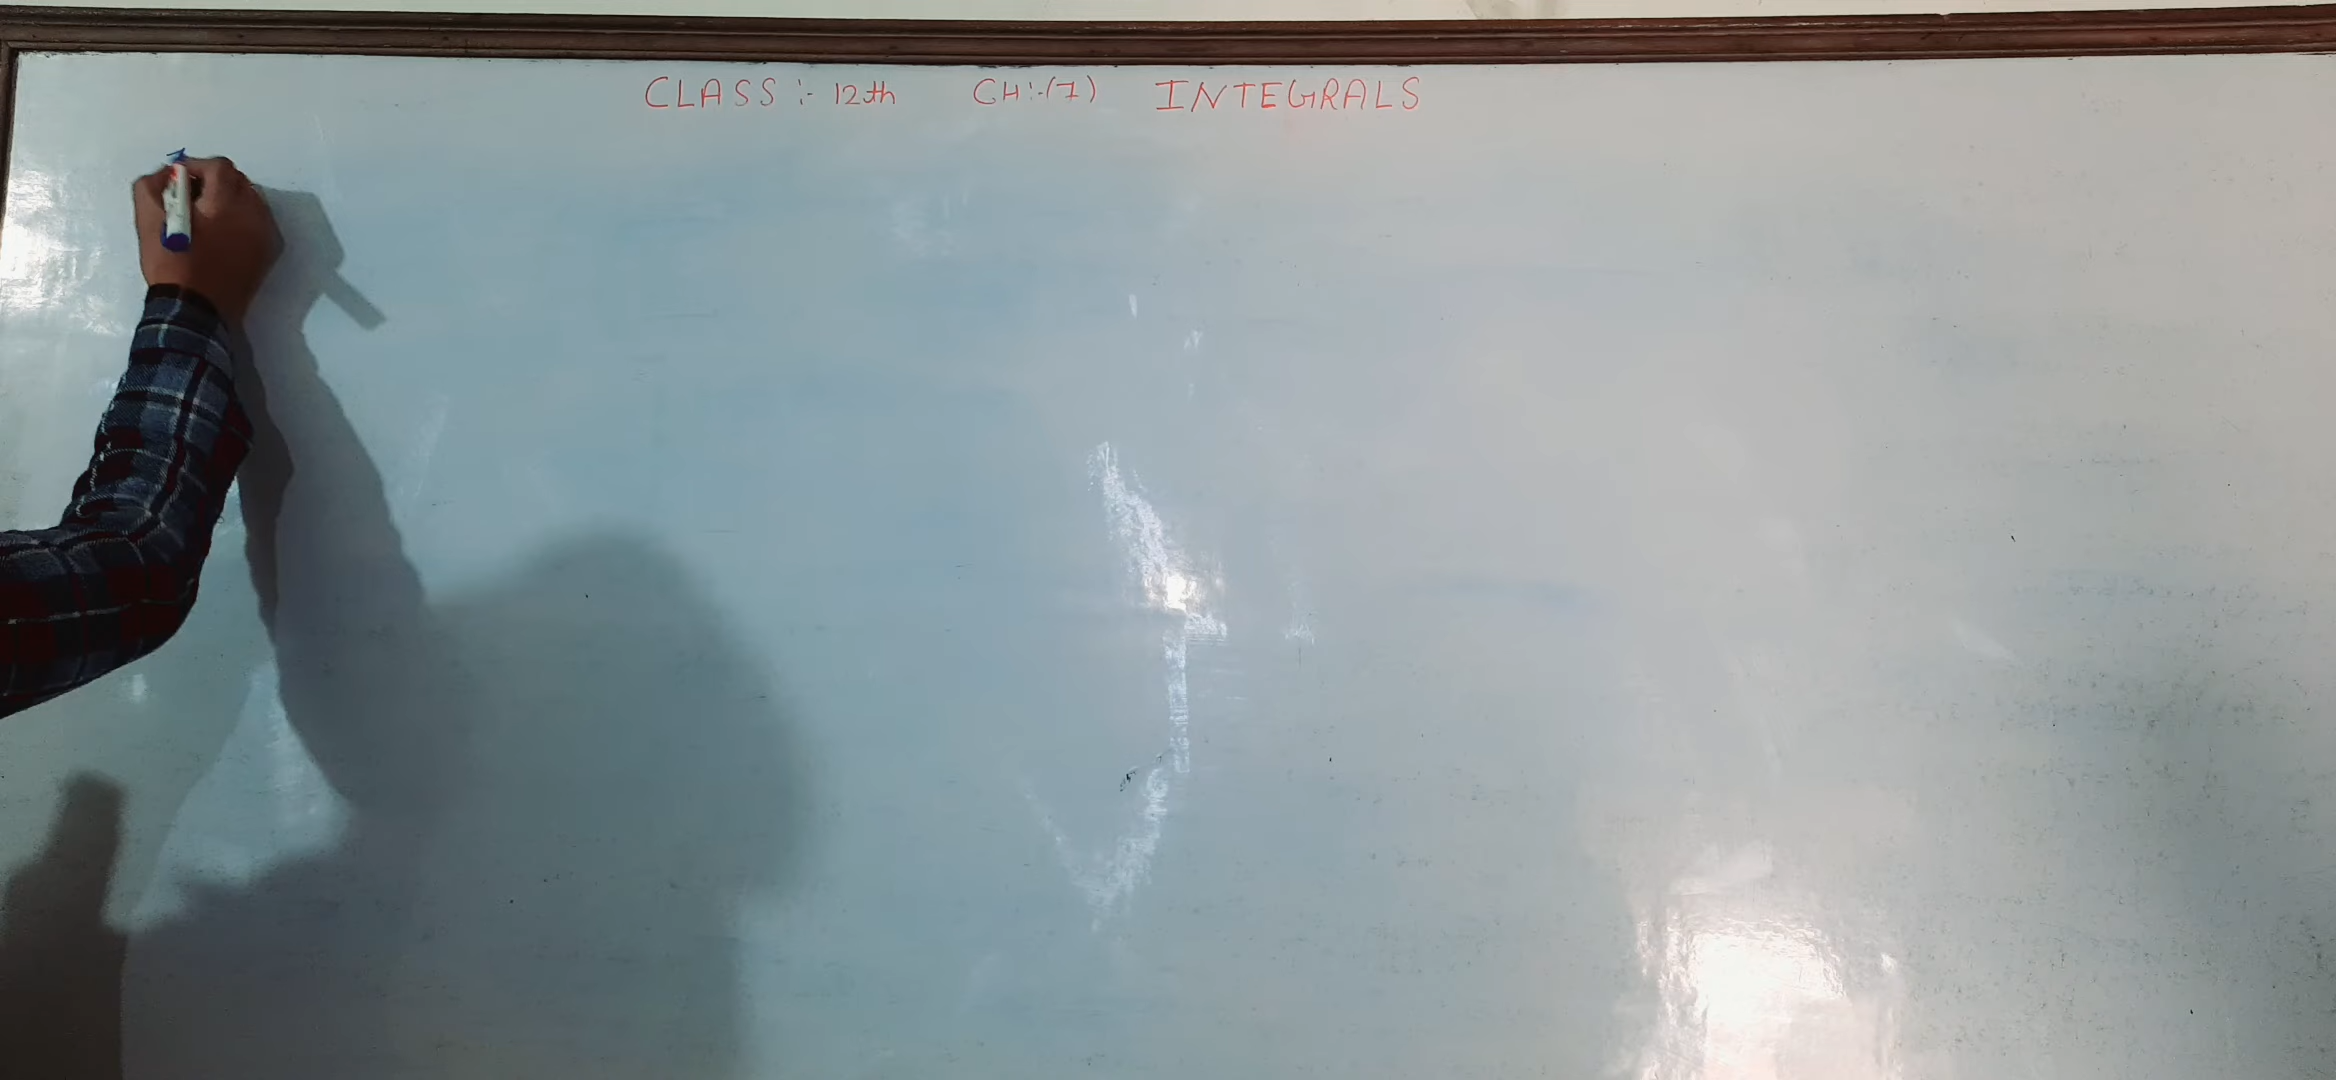 CLASS :- 12th CH:-(7) INTEGRALS